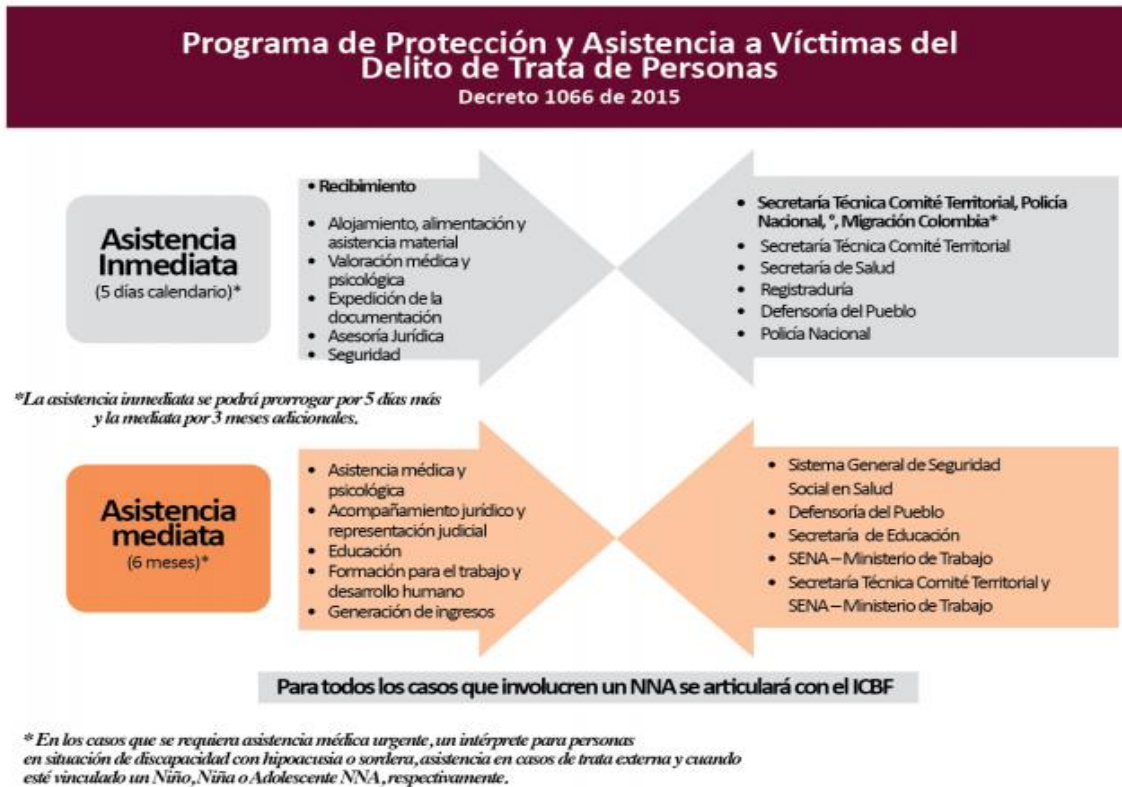 Programa de Protección y Asistencia a Víctimas del
Delito de Trata de Personas
Decreto 1066 de 2015
Asistencia
Inmediata
(5 días calendario)*
• Recibimiento
• Alojamiento, alimentación y
asistencia material
• Valoración médica y
psicológica
• Expedición de la
documentación
• Asesoría Jurídica
• Seguridad
• Secretaría Técnica Comité Territorial, Policía
Nacional, °, Migración Colombia*
• Secretaría Técnica Comité Territorial
• Secretaría de Salud
• Registraduría
• Defensoría del Pueblo
• Policía Nacional
*La asistencia inmediata se podrá prorrogar por 5 días más
y la mediata por 3 meses adicionales.
Asistencia
mediata
(6 meses)*
• Asistencia médica y
psicológica
• Acompañamiento jurídico y
representación judicial
• Educación
• Formación para el trabajo y
desarrollo humano
• Generación de ingresos
• Sistema General de Seguridad
Social en Salud
• Defensoría del Pueblo
• Secretaría de Educación
• SENA – Ministerio de Trabajo
• Secretaría Técnica Comité Territorial y
SENA – Ministerio de Trabajo
Para todos los casos que involucren un NNA se articulará con el ICBF
* En los casos que se requiera asistencia médica urgente, un intérprete para personas
en situación de discapacidad con hipoacusia o sordera, asistencia en casos de trata externa y cuando
esté vinculado un Niño, Niña o Adolescente NNA, respectivamente.